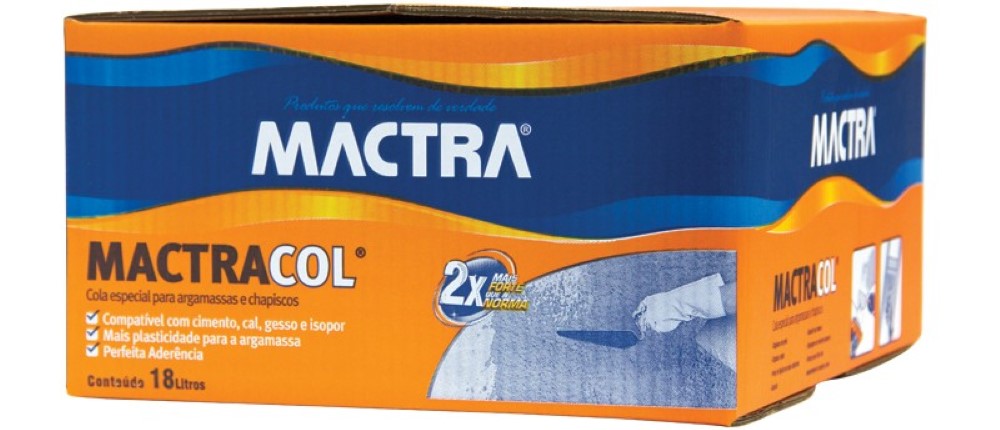 Produtos que resolvem de verdade
MACTRA®
MACTRACOL®
Cola especial para argamassas e chapiscos
Compatível com cimento, cal, gesso e isopor
Mais plasticidade para a argamassa
Perfeita Aderência
Conteúdo 18 Litros
2x MAIS
FORTE
QUE
NORMA
MACTRA
MACTRACOL